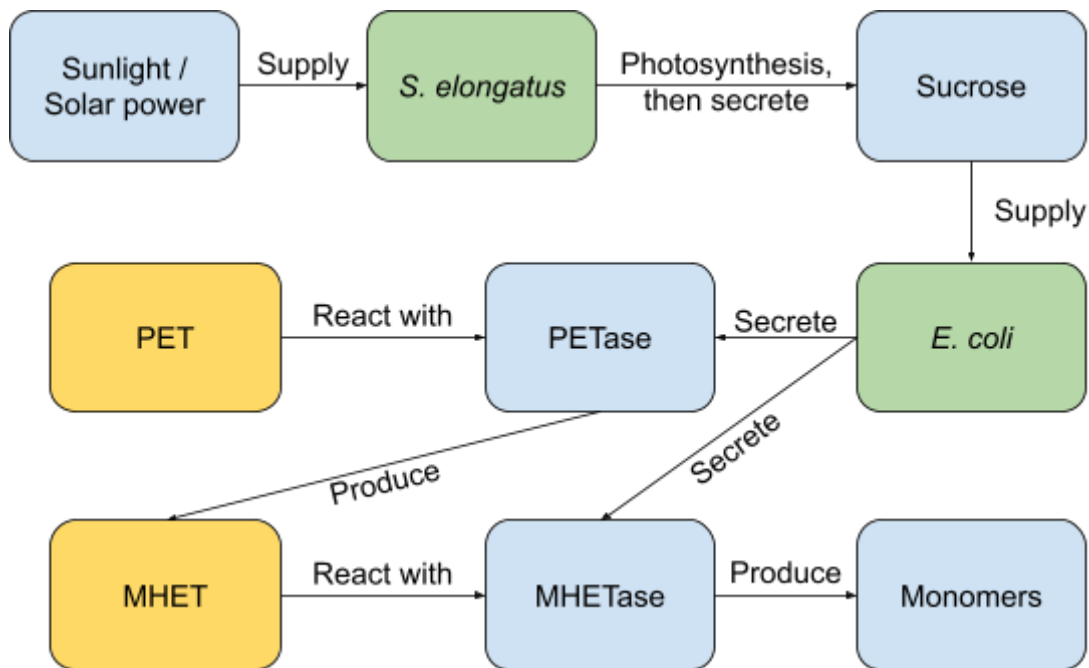 Sunlight /
Solar power
Supply
S. elongatus
Photosynthesis,
then secrete
Sucrose
Supply
PET
React with
PETase
Secrete
E. coli
Produce
Secrete
MHET
React with
MHETase
Produce
Monomers